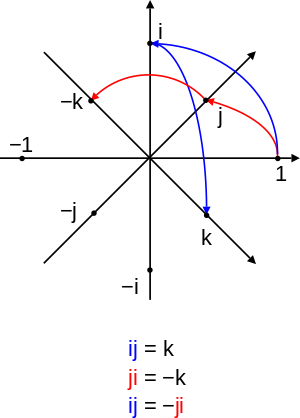 i
−k
j
−1
1
−j
k
−i
ij = k
ji = −k
ij = −ji